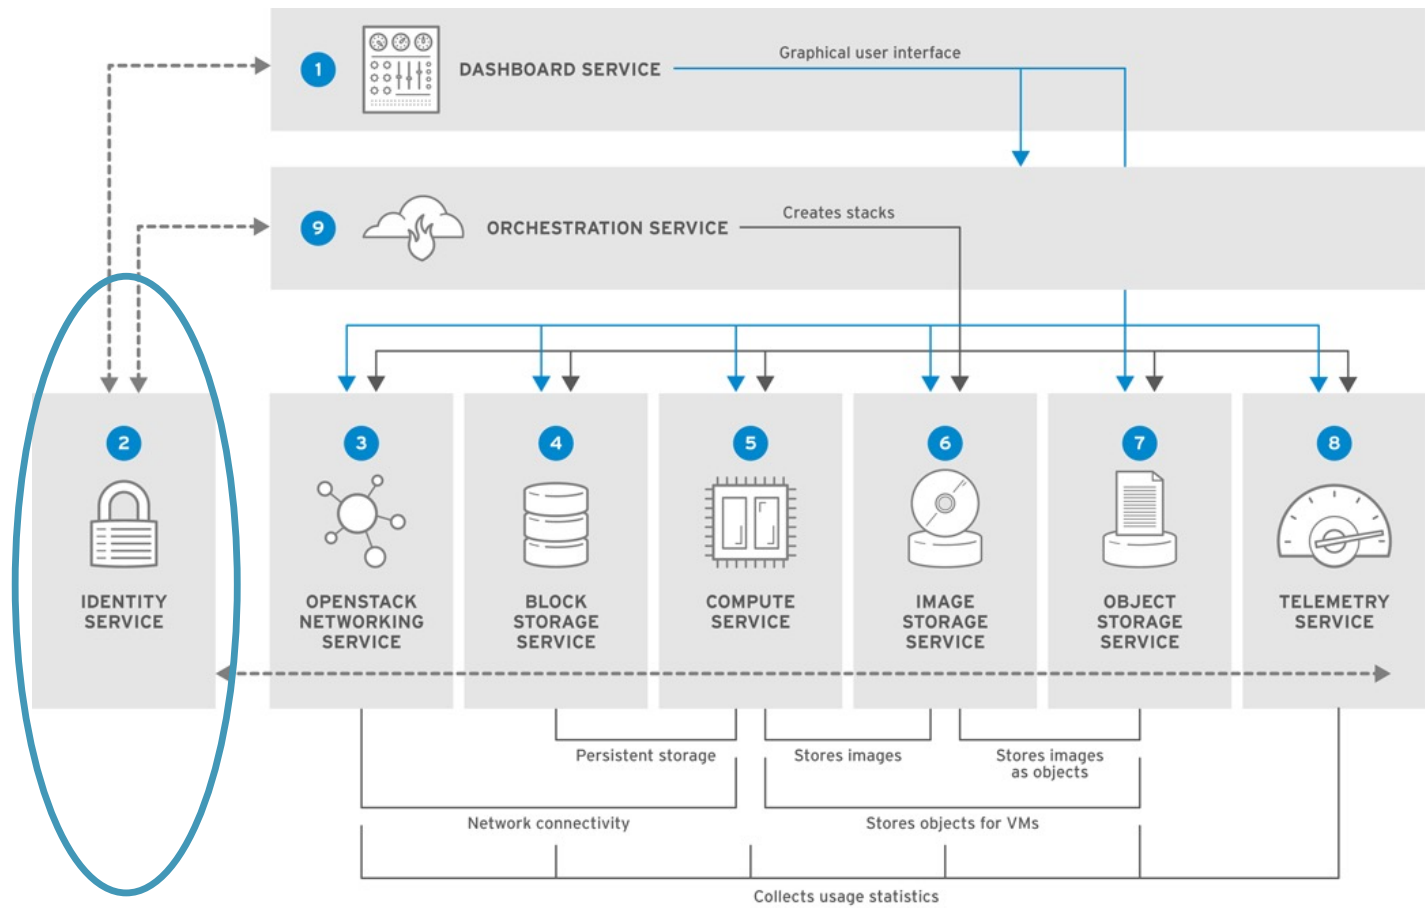 1
DASHBOARD SERVICE
Graphical user interface
9
ORCHESTRATION SERVICE
Creates stacks
2
IDENTITY
SERVICE
3
OPENSTACK
NETWORKING
SERVICE
4
BLOCK
STORAGE
SERVICE
5
COMPUTE
SERVICE
6
IMAGE
STORAGE
SERVICE
7
OBJECT
STORAGE
SERVICE
8
TELEMETRY
SERVICE
Persistent storage
Stores images
Stores images
as objects
Network connectivity
Stores objects for VMs
Collects usage statistics